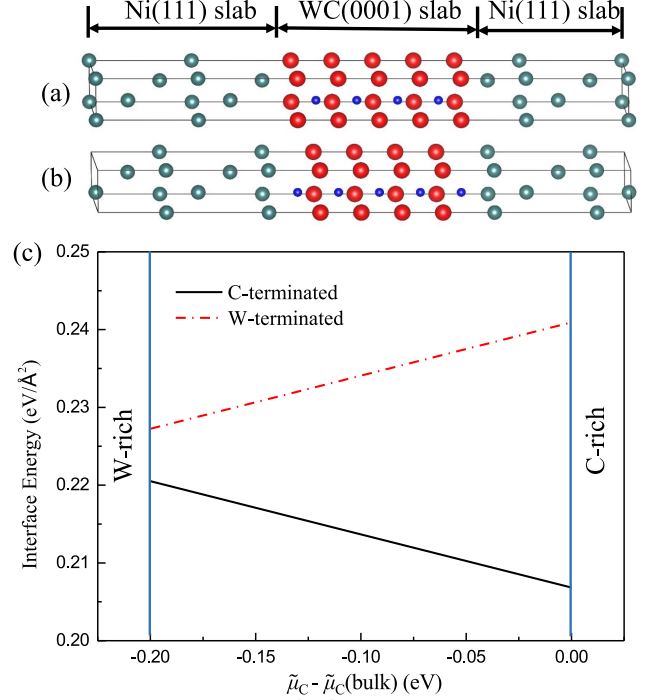 Ni(111) slab WC(0001) slab Ni(111) slab
(a)
(b)
(c)
0.25
0.24
0.23
0.22
0.21
0.20
Interface Energy (eV/Å²)
C-terminated
W-terminated
W-rich
C-rich
-0.20 -0.15 -0.10 -0.05 0.00
μ̃_C - μ̃_C(bulk) (eV)